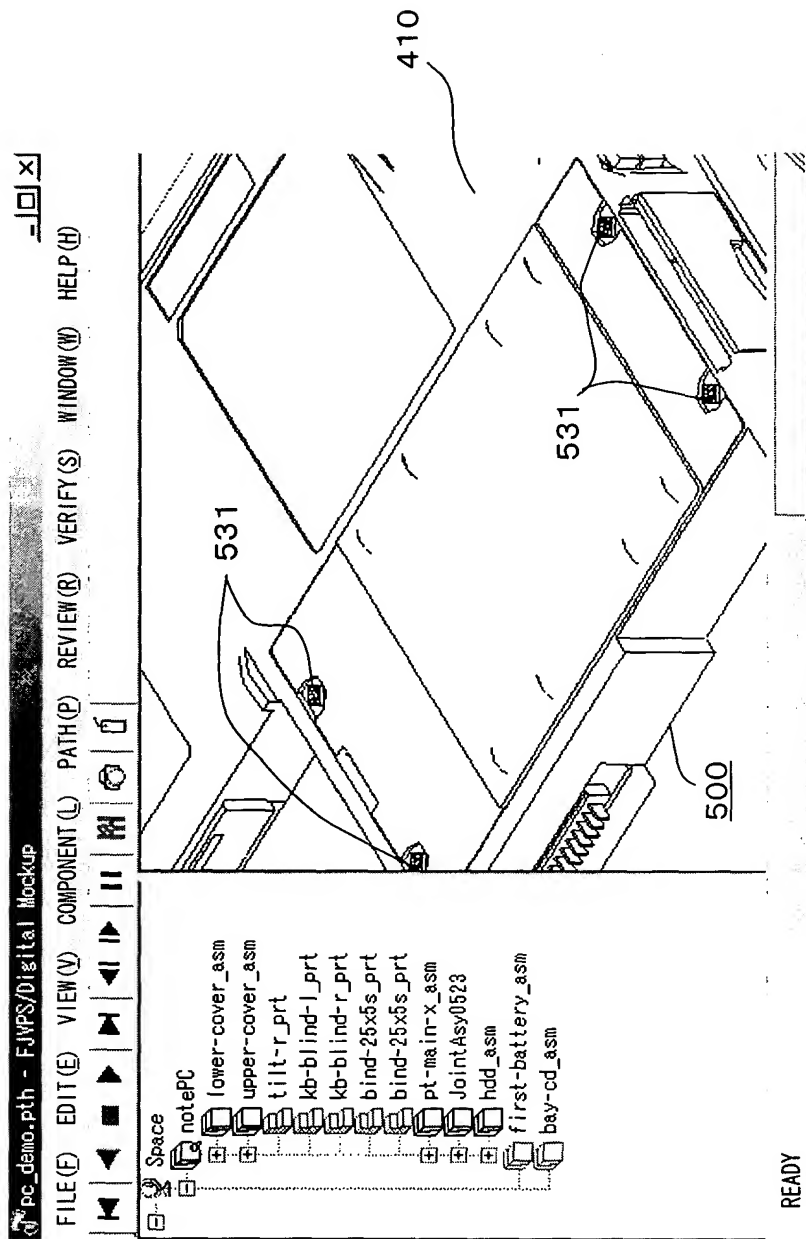 pc_demo.pth - FJVPS/Digital Mockup
FILE(F) EDIT(E) VIEW(V) COMPONENT(L) PATH(P) REVIEW(R) VERIFY(S) WINDOW(W) HELP(H)
Space
notePC
lower-cover_asm
upper-cover_asm
tilt-r_prt
kb-blind-l_prt
kb-blind-r_prt
bind-25x5s_prt
bind-25x5s_prt
pt-main-x_asm
JointAsy0523
hdd_asm
first-battery_asm
bay-cd_asm
531
531
500
410
READY